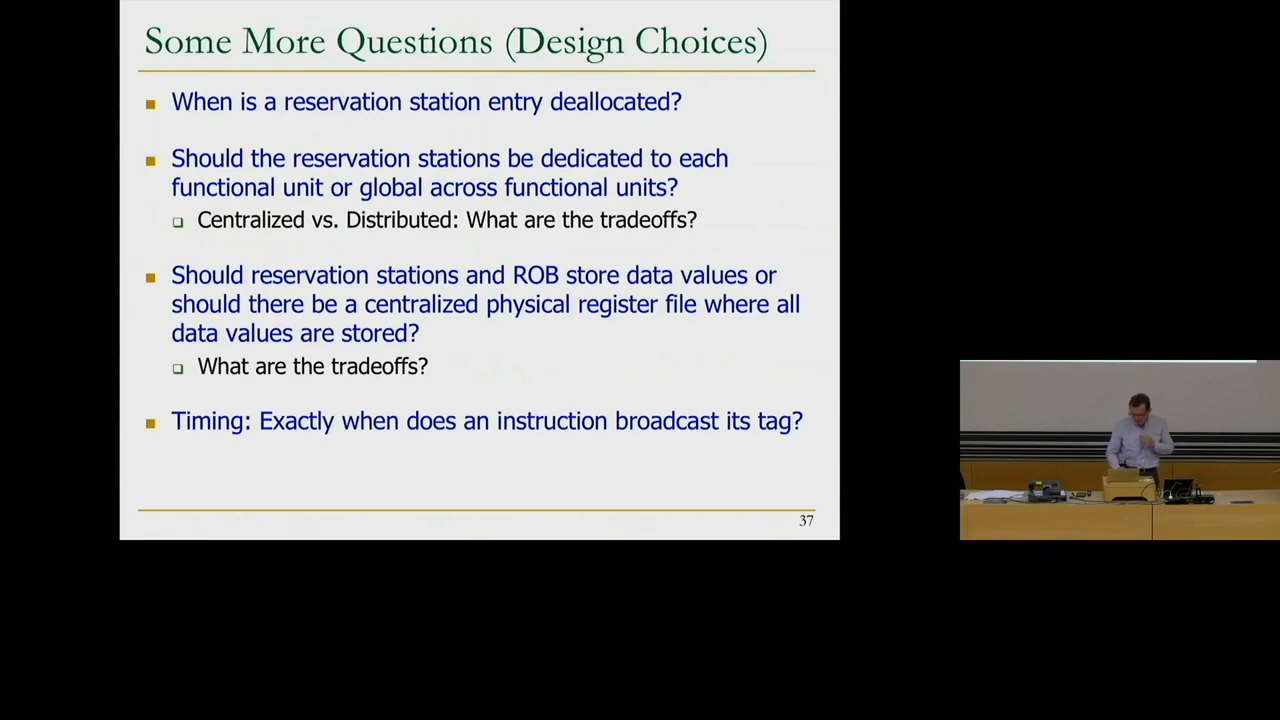 Some More Questions (Design Choices)
When is a reservation station entry deallocated?
Should the reservation stations be dedicated to each
functional unit or global across functional units?
Centralized vs. Distributed: What are the tradeoffs?
Should reservation stations and ROB store data values or
should there be a centralized physical register file where all
data values are stored?
What are the tradeoffs?
Timing: Exactly when does an instruction broadcast its tag?
37